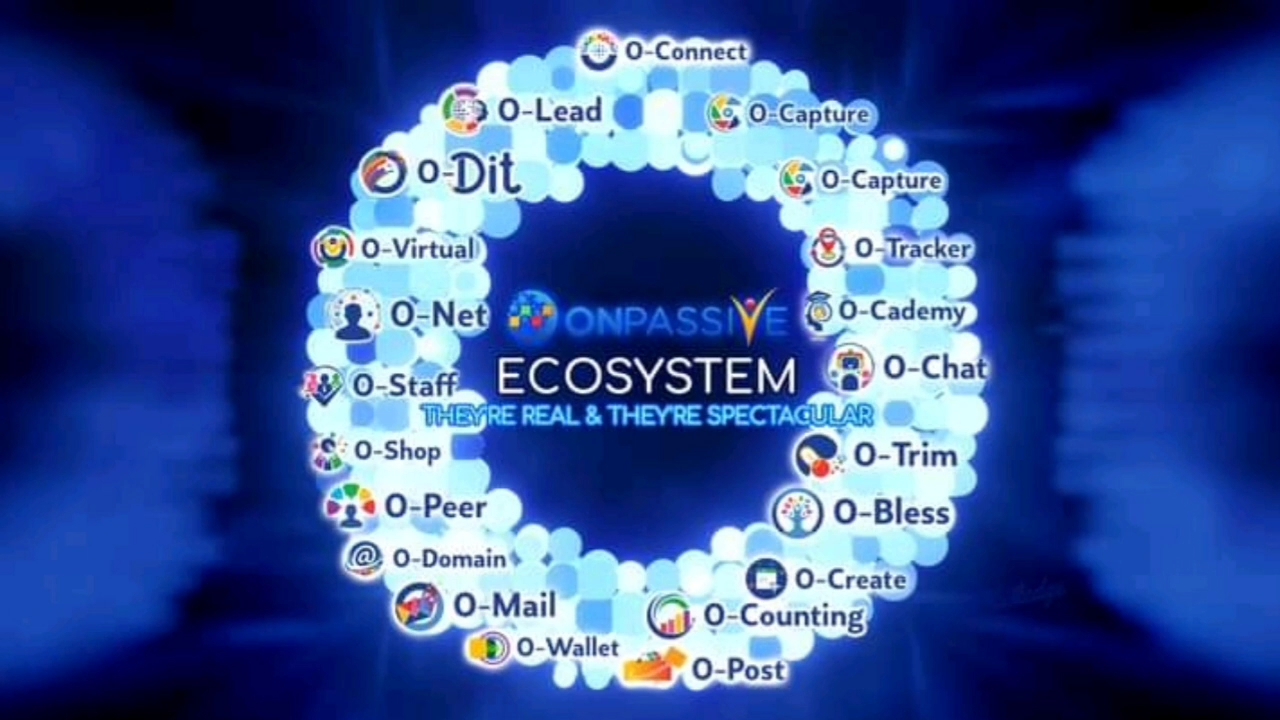 O-Connect
O-Lead
O-Capture
O-Dit
O-Capture
O-Virtual
O-Tracker
O-Net
ONPASSIVE
O-Cademy
ECOSYSTEM
O-Chat
O-Staff
THEY'RE REAL & THEY'RE SPECTACULAR
O-Shop
O-Trim
O-Peer
O-Bless
O-Domain
O-Create
O-Mail
O-Counting
O-Wallet
O-Post